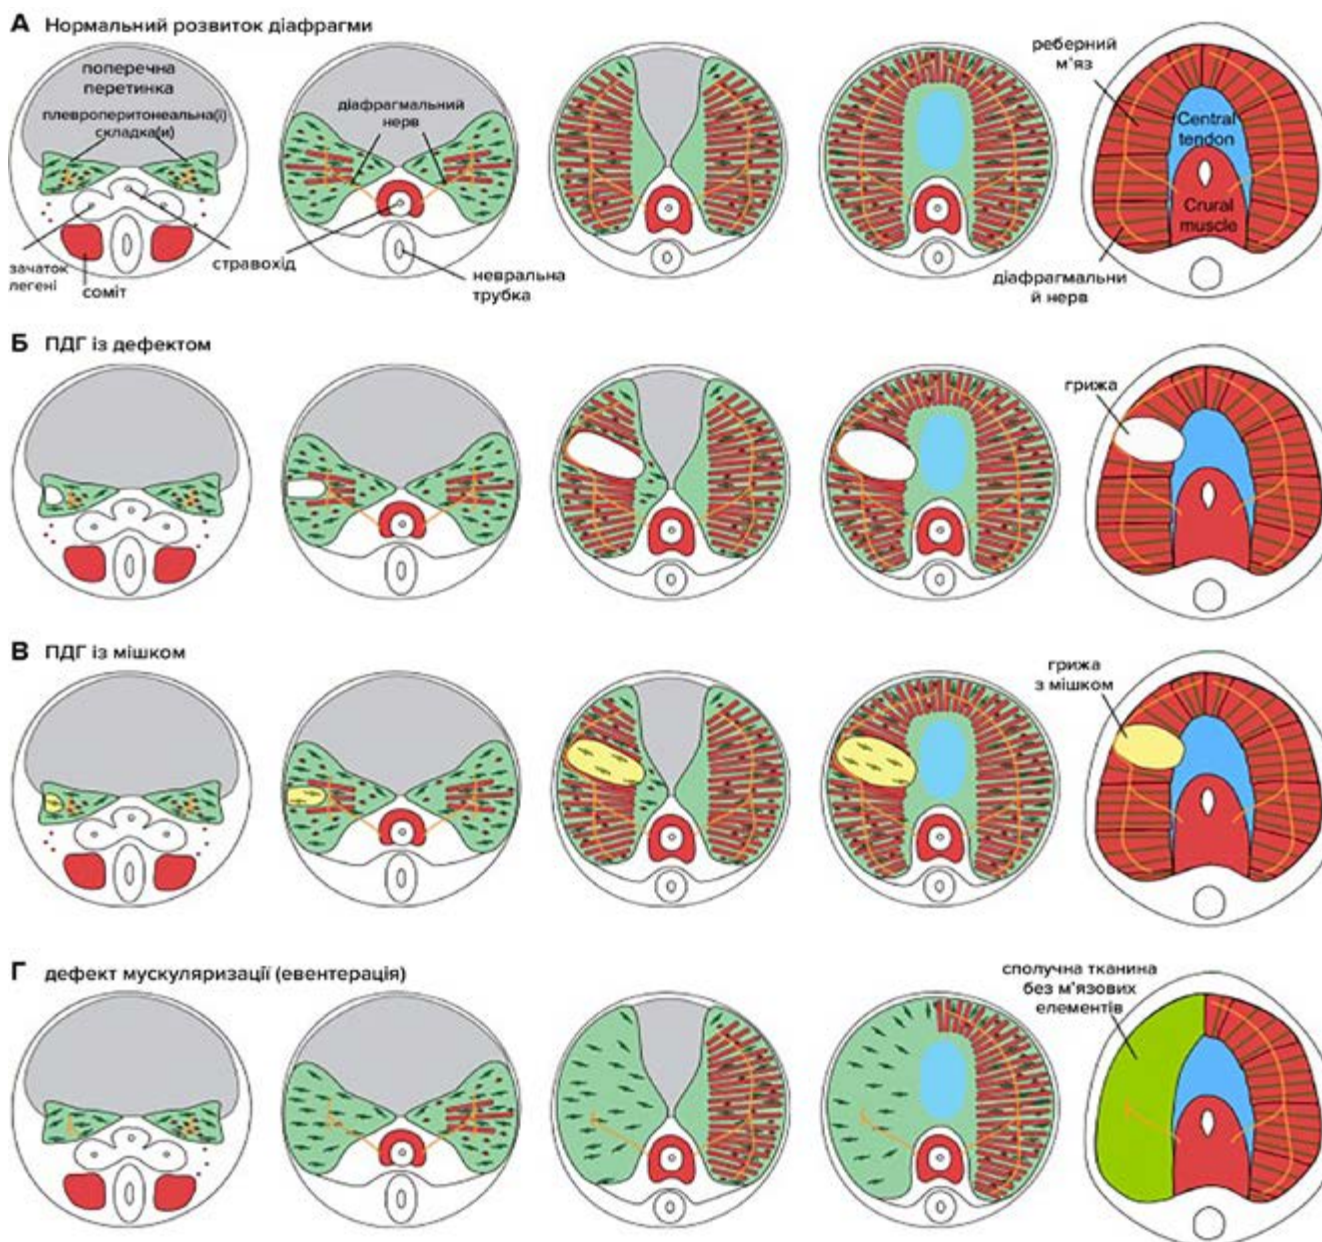 А Нормальний розвиток діафрагми
поперечна
перетинка
плевроперитонеальна(і)
складка(и)
зачаток
легені
соміт
стравохід
діафрагмальний
нерв
невральна
трубка
реберний
м'яз
Central
tendon
Crural
muscle
діафрагмальни
й нерв
Б ПДГ із дефектом
грижа
В ПДГ із мішком
грижа
з мішком
Г дефект мускуляризації (евентерація)
сполучна тканина
без м'язових
елементів